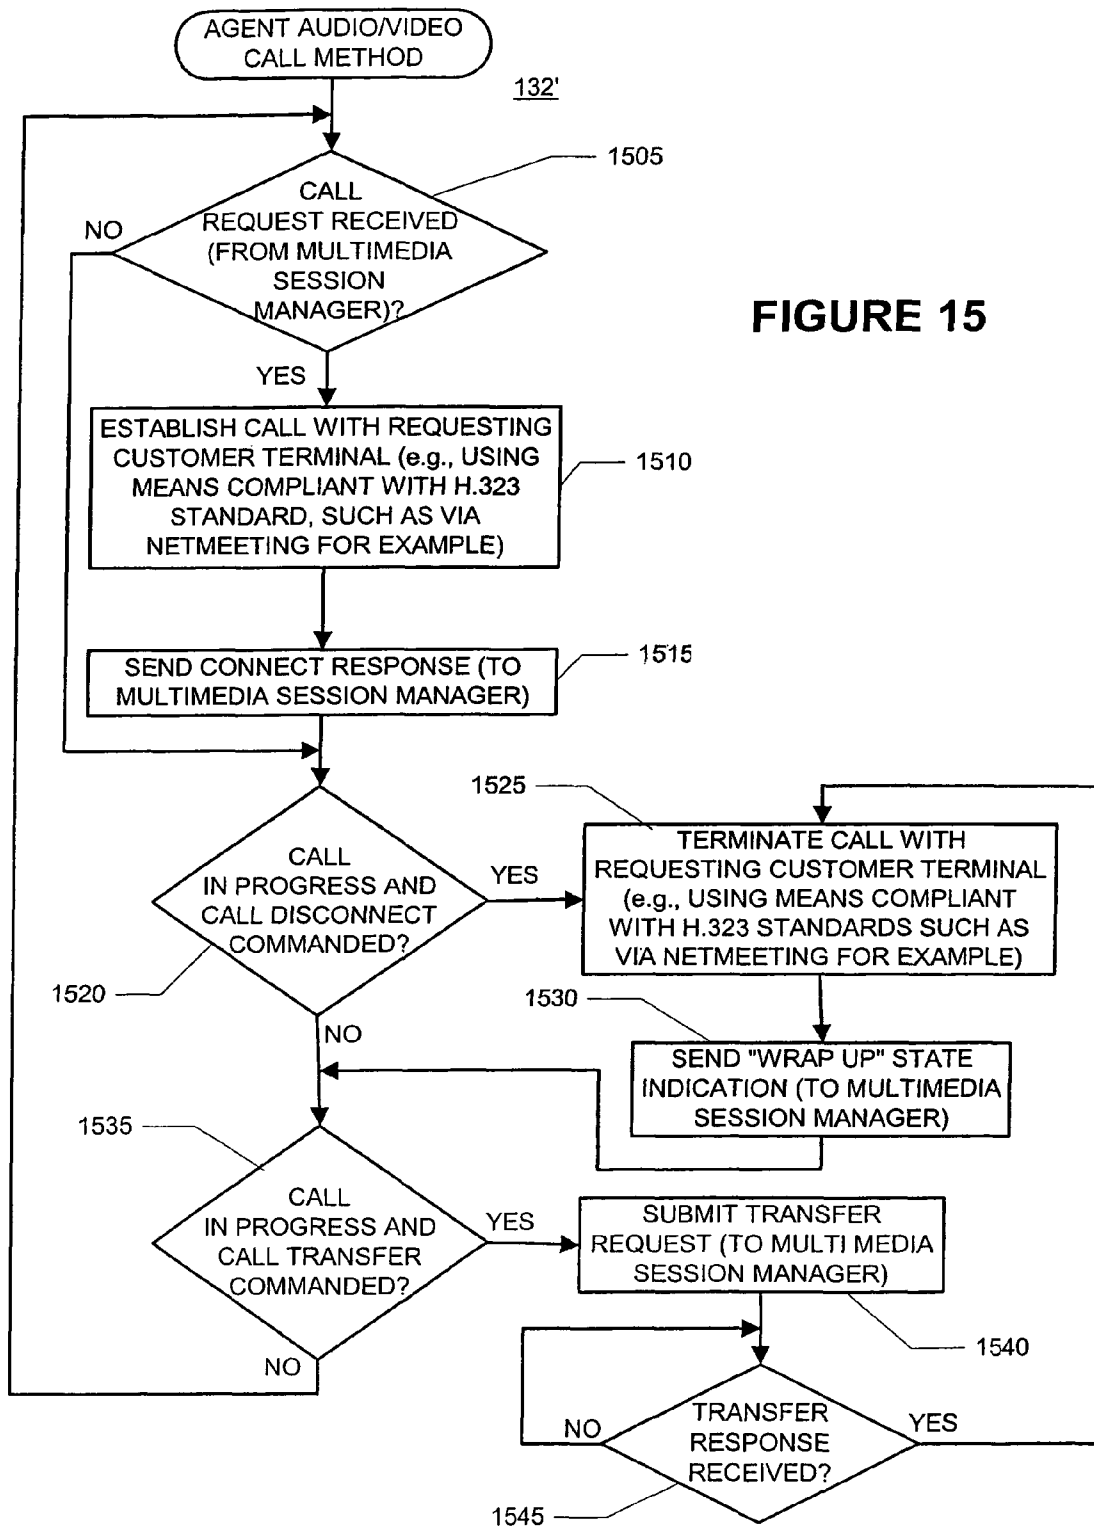 AGENT AUDIO/VIDEO
CALL METHOD
132'
1505
CALL
REQUEST RECEIVED
(FROM MULTIMEDIA
SESSION
MANAGER)?
NO
FIGURE 15
YES
ESTABLISH CALL WITH REQUESTING
CUSTOMER TERMINAL (e.g., USING
MEANS COMPLIANT WITH H.323
STANDARD, SUCH AS VIA
NETMEETING FOR EXAMPLE)
1510
SEND CONNECT RESPONSE (TO
MULTIMEDIA SESSION MANAGER)
1515
CALL
IN PROGRESS AND
CALL DISCONNECT
COMMANDED?
1520
YES
NO
1525
TERMINATE CALL WITH
REQUESTING CUSTOMER TERMINAL
(e.g., USING MEANS COMPLIANT
WITH H.323 STANDARDS SUCH AS
VIA NETMEETING FOR EXAMPLE)
1530
SEND "WRAP UP" STATE
INDICATION (TO MULTIMEDIA
SESSION MANAGER)
1535
CALL
IN PROGRESS AND
CALL TRANSFER
COMMANDED?
YES
NO
SUBMIT TRANSFER
REQUEST (TO MULTI MEDIA
SESSION MANAGER)
1540
TRANSFER
RESPONSE
RECEIVED?
NO
YES
1545